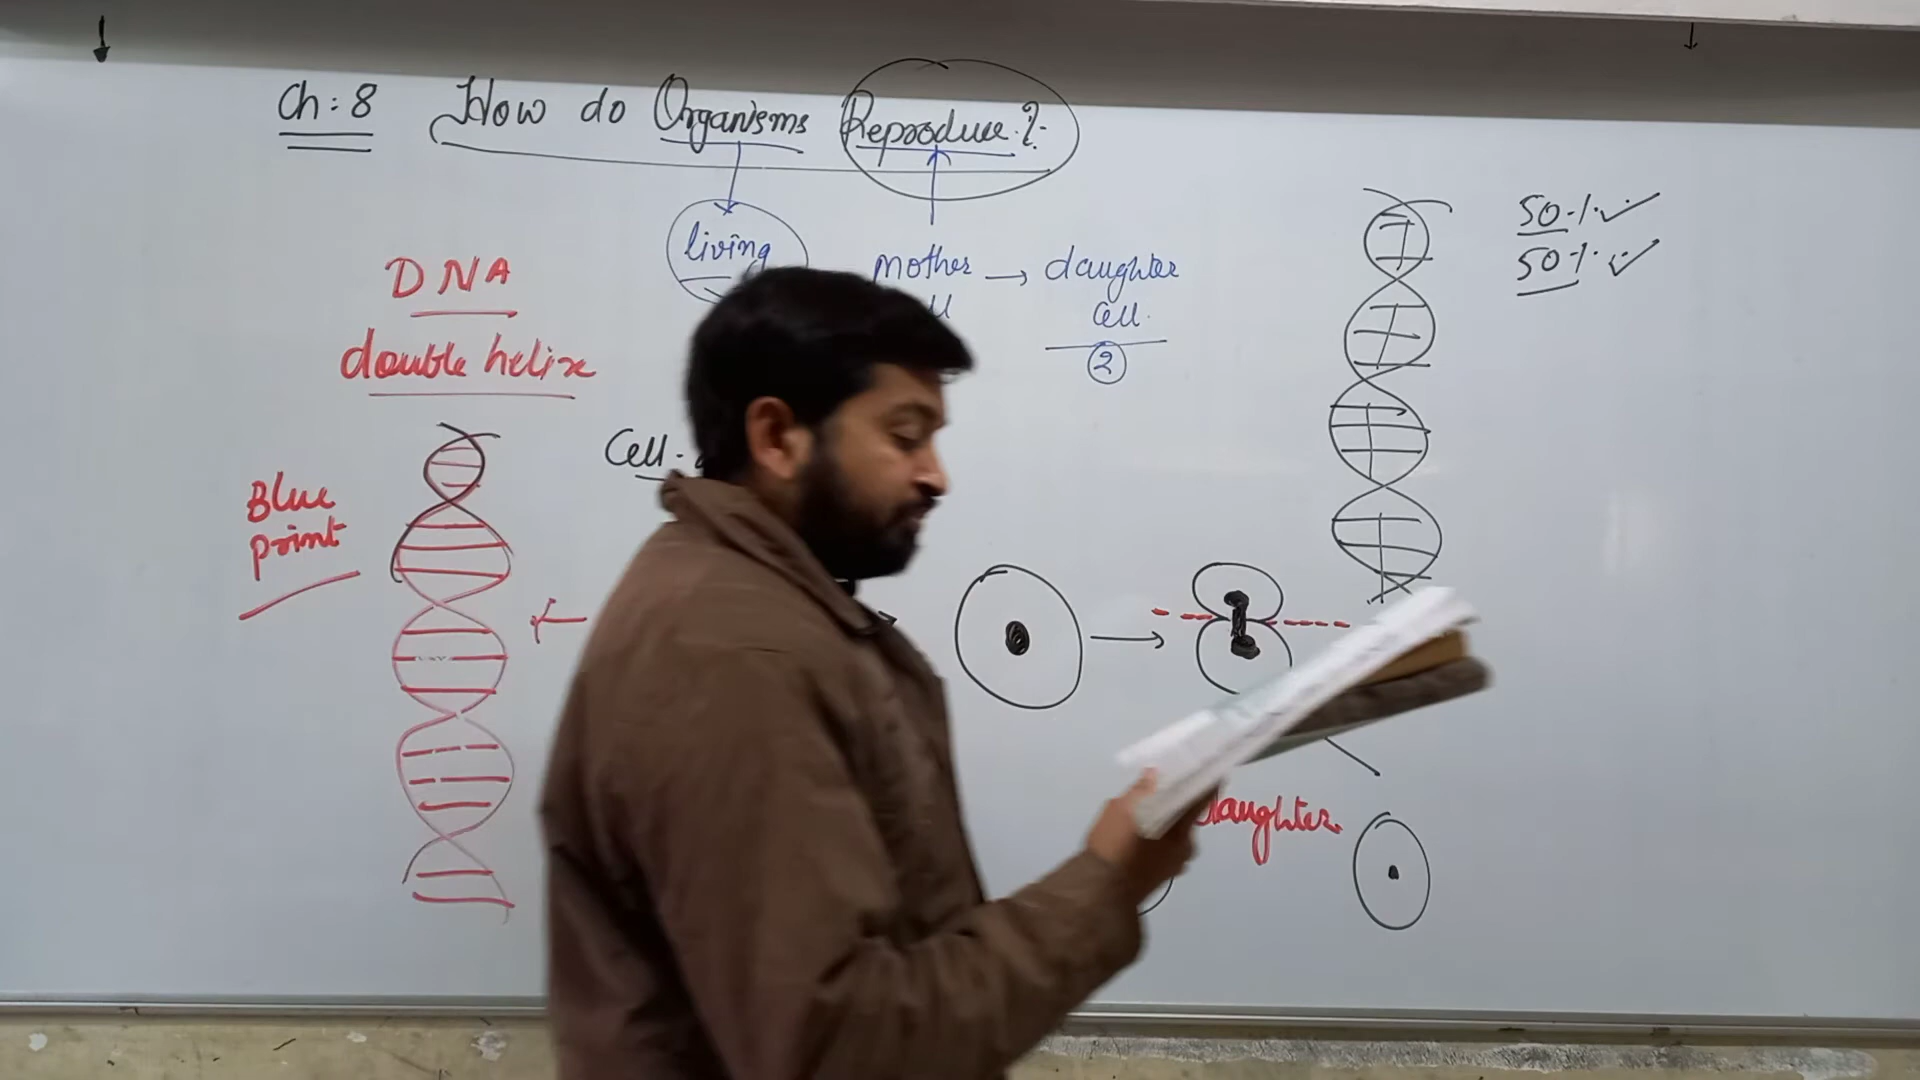 Ch: 8 How do Organisms Reproduce?
living
mother → daughter
cell.
2
DNA
double helix
50%
50%
Cell
Blue
print
daughter